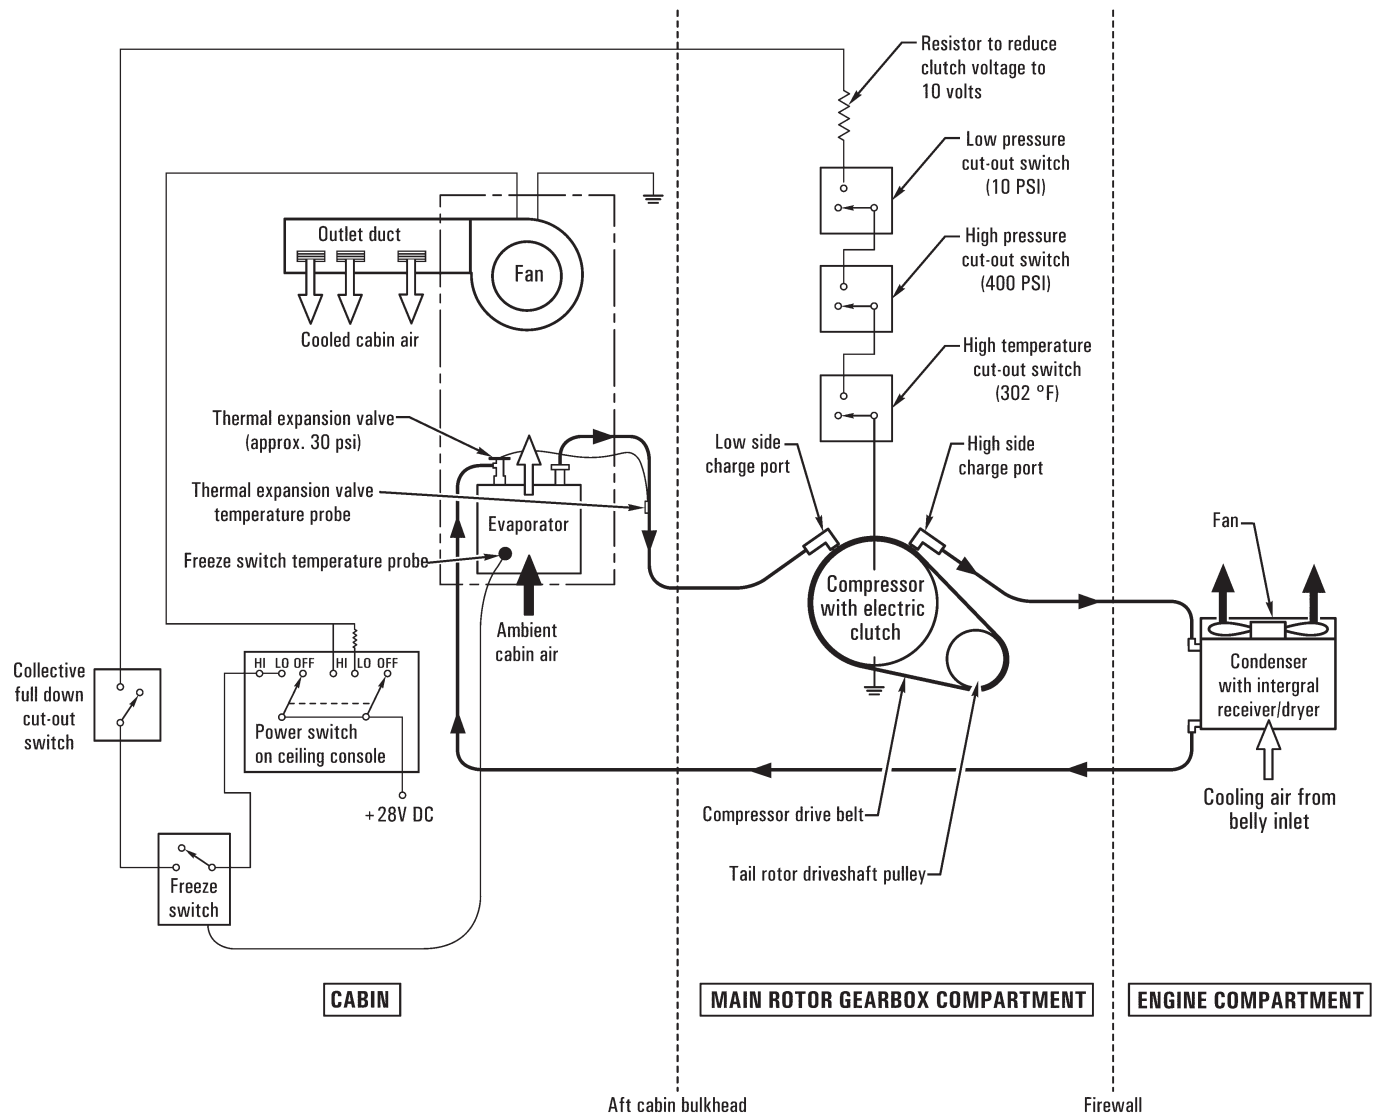 Resistor to reduce
clutch voltage to
10 volts
Low pressure
cut-out switch
(10 PSI)
High pressure
cut-out switch
(400 PSI)
High temperature
cut-out switch
(302 °F)
Outlet duct
Fan
Cooled cabin air
Thermal expansion valve
(approx. 30 psi)
Thermal expansion valve
temperature probe
Evaporator
Freeze switch temperature probe
Ambient
cabin air
Low side
charge port
High side
charge port
Compressor
with electric
clutch
Fan
Condenser
with intergral
receiver/dryer
Cooling air from
belly inlet
Collective
full down
cut-out
switch
HI LO OFF HI LO OFF
Power switch
on ceiling console
+28V DC
Freeze
switch
Compressor drive belt
Tail rotor driveshaft pulley
CABIN
MAIN ROTOR GEARBOX COMPARTMENT
ENGINE COMPARTMENT
Aft cabin bulkhead
Firewall